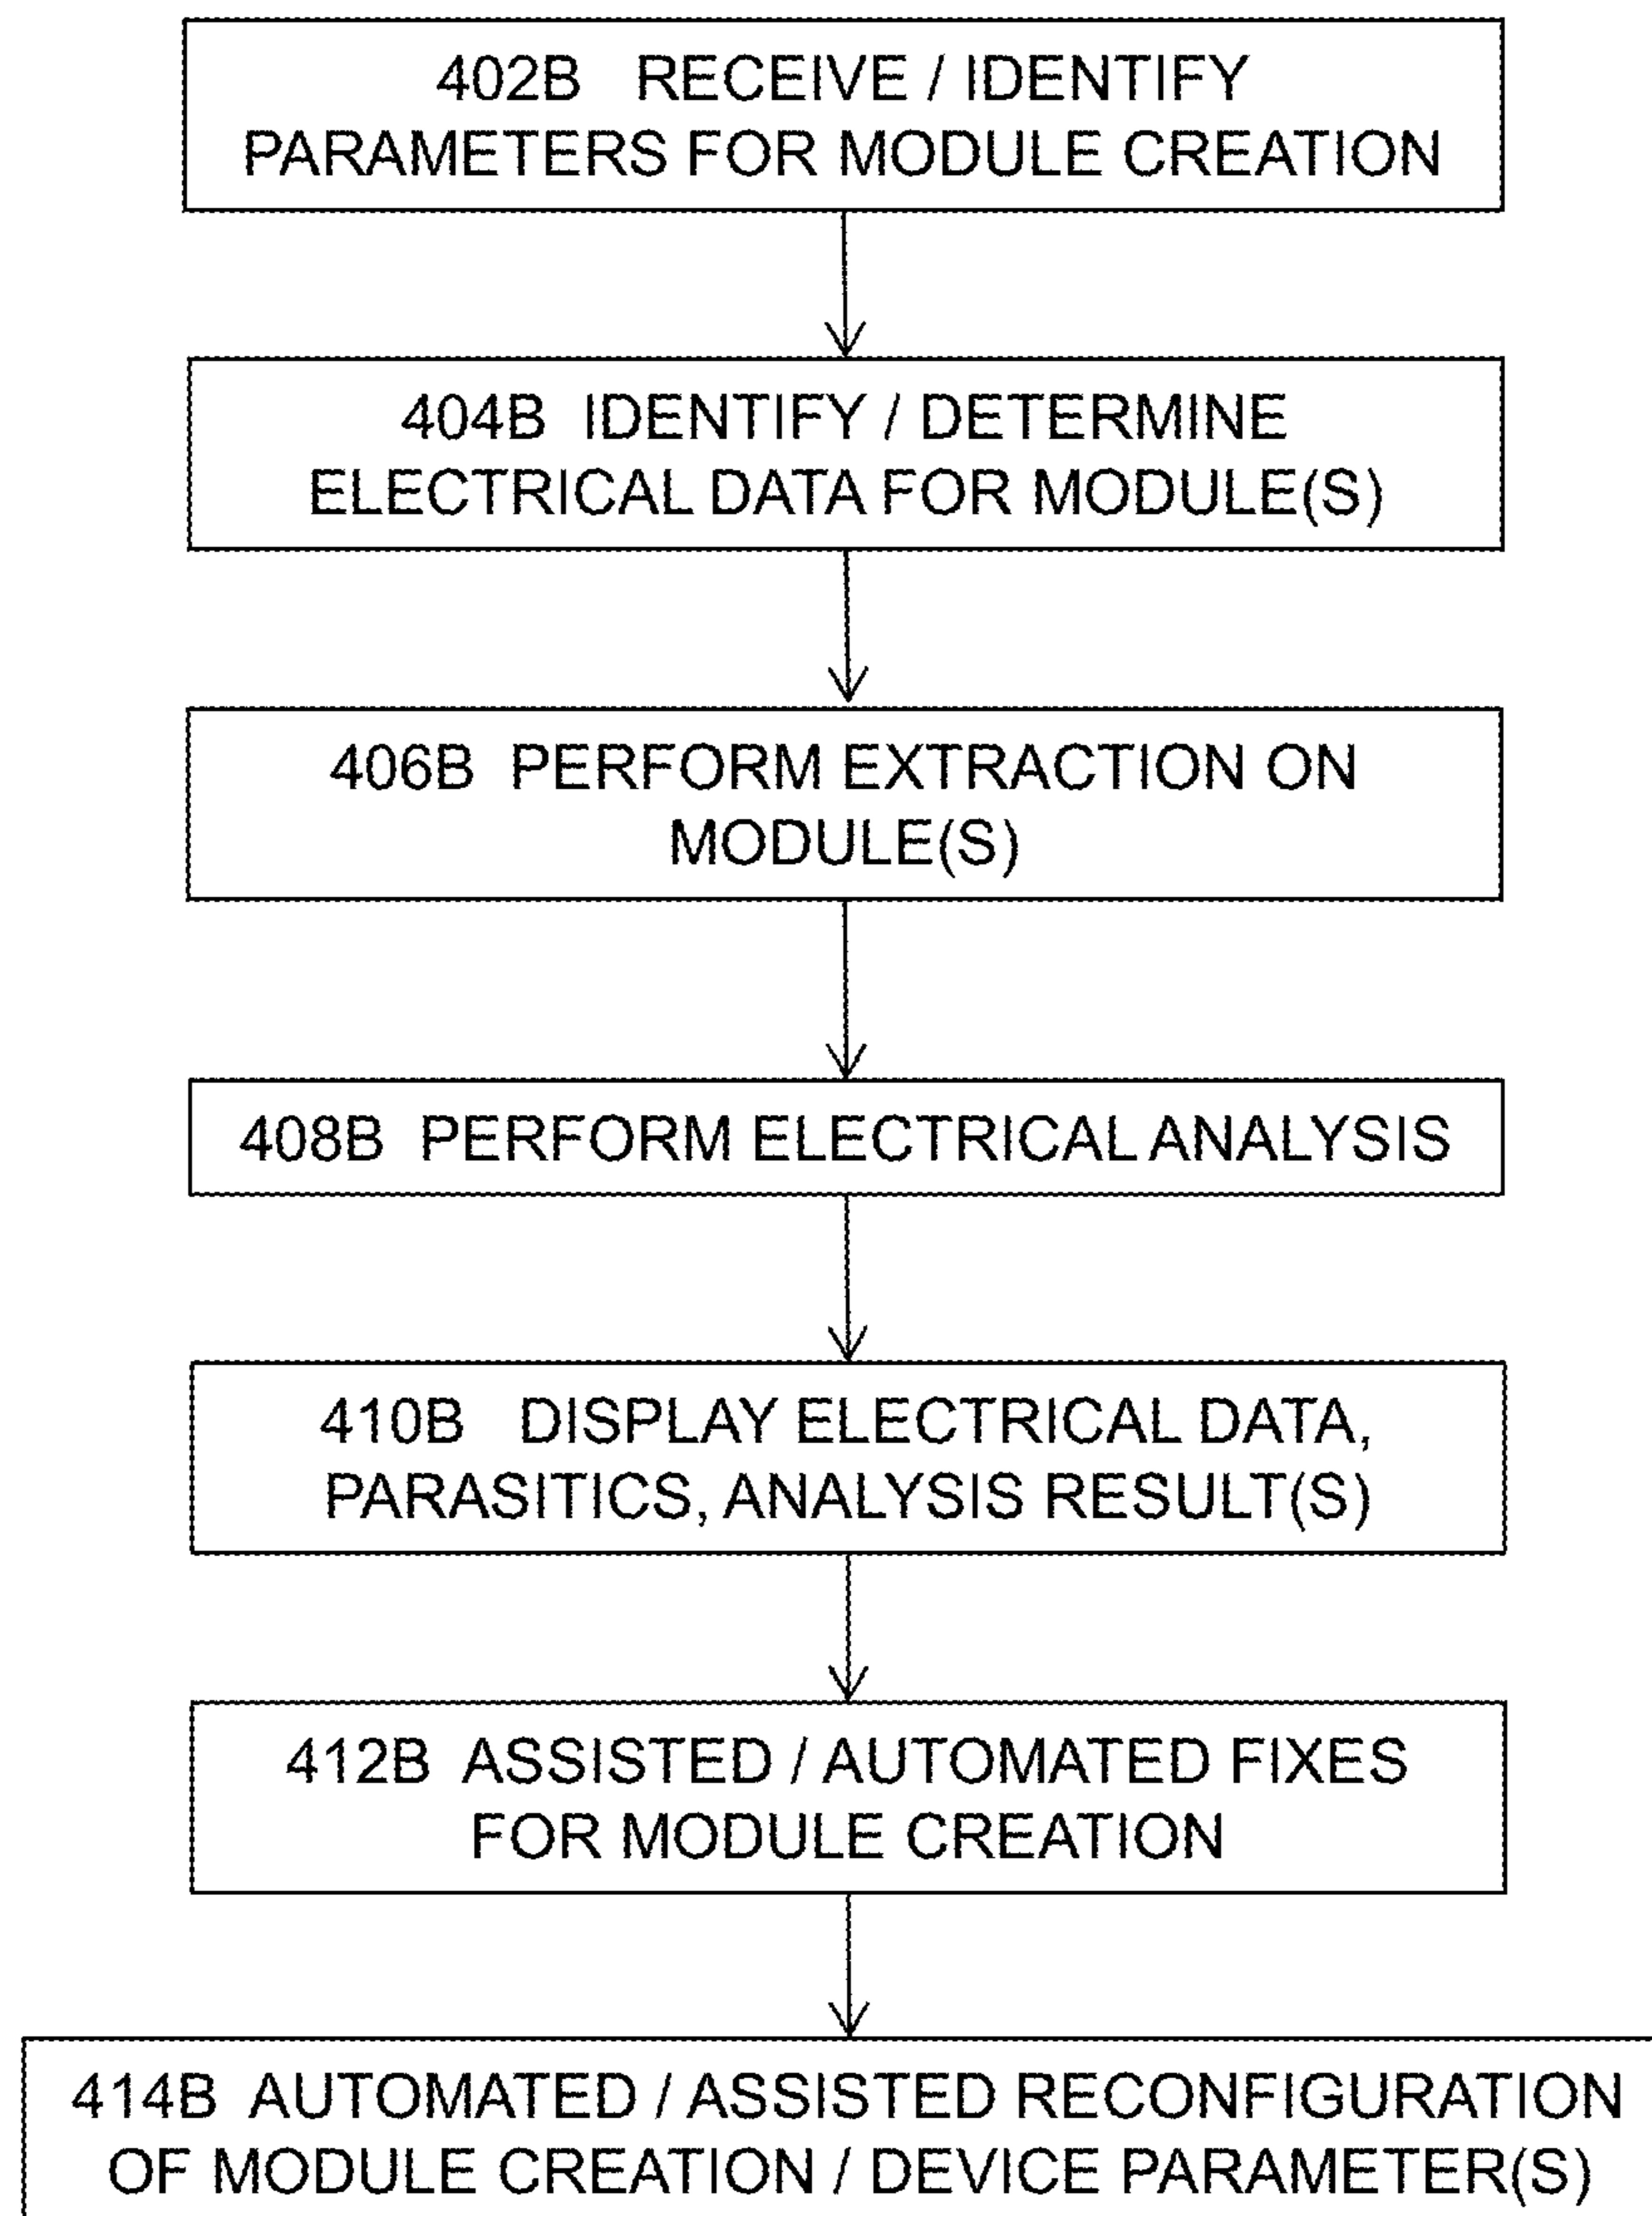 402B RECEIVE / IDENTIFY
PARAMETERS FOR MODULE CREATION
404B IDENTIFY / DETERMINE
ELECTRICAL DATA FOR MODULE(S)
406B PERFORM EXTRACTION ON
MODULE(S)
408B PERFORM ELECTRICAL ANALYSIS
410B DISPLAY ELECTRICAL DATA,
PARASITICS, ANALYSIS RESULT(S)
412B ASSISTED / AUTOMATED FIXES
FOR MODULE CREATION
414B AUTOMATED / ASSISTED RECONFIGURATION
OF MODULE CREATION / DEVICE PARAMETER(S)